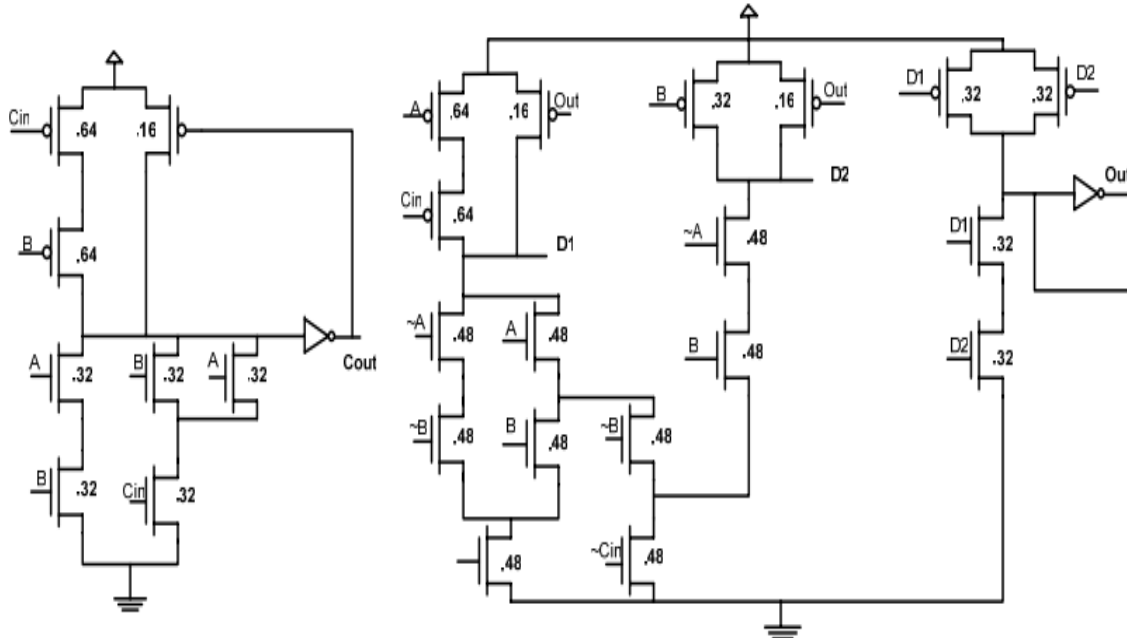 Cin
.64
.16
B
.64
A
.32
B
.32
A
.32
Cout
B
.32
Cin
.32
A
.64
.16
Out
Cin
.64
D1
~A
.48
A
.48
~B
.48
B
.48
~B
.48
.48
~Cin
.48
B
.32
.16
Out
D2
~A
.48
B
.48
D1
.32
.32
D2
Out
D1
.32
D2
.32